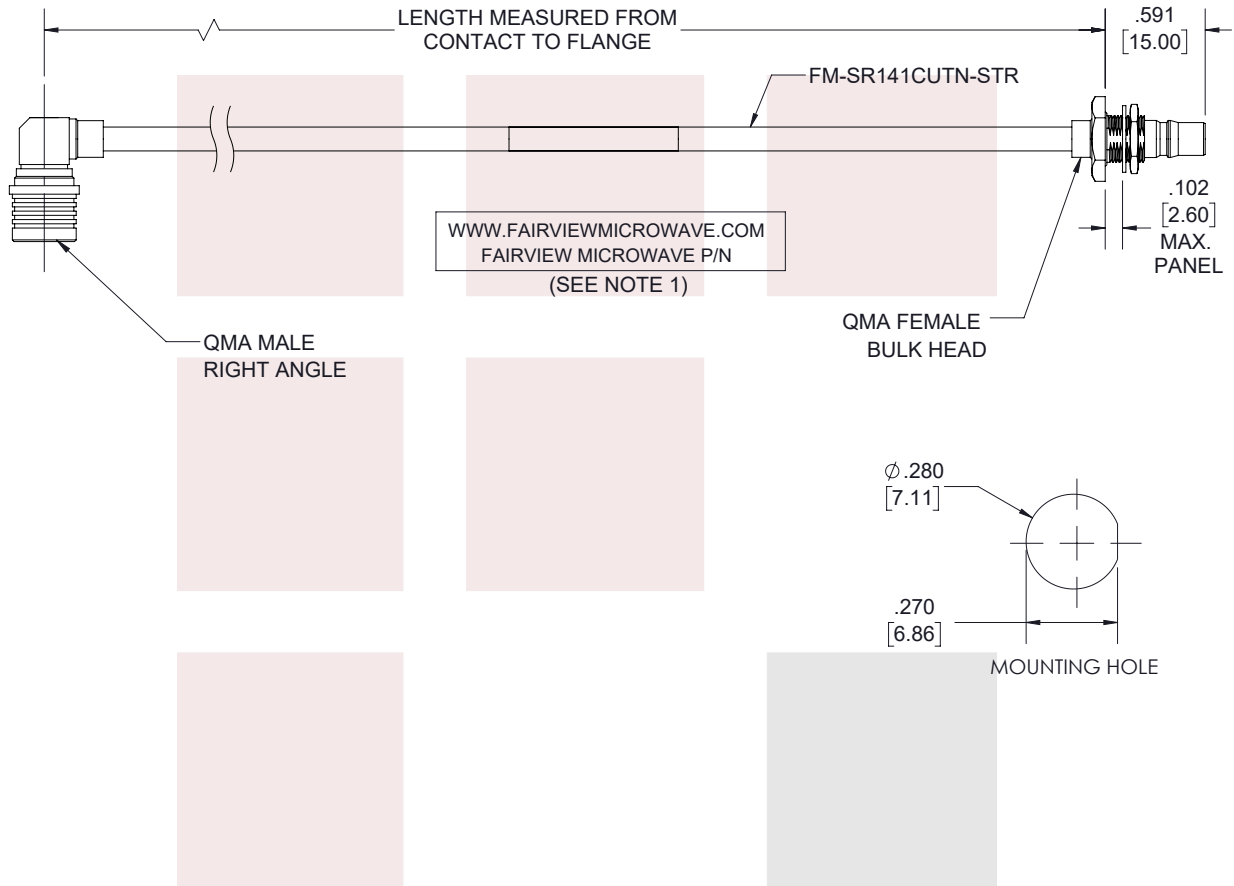 LENGTH MEASURED FROM
CONTACT TO FLANGE
.591
[15.00]
FM-SR141CUTN-STR
.102
[2.60]
MAX.
PANEL
WWW.FAIRVIEWMICROWAVE.COM
FAIRVIEW MICROWAVE P/N
(SEE NOTE 1)
QMA MALE
RIGHT ANGLE
QMA FEMALE
BULK HEAD
∅.280
[7.11]
.270
[6.86]
MOUNTING HOLE